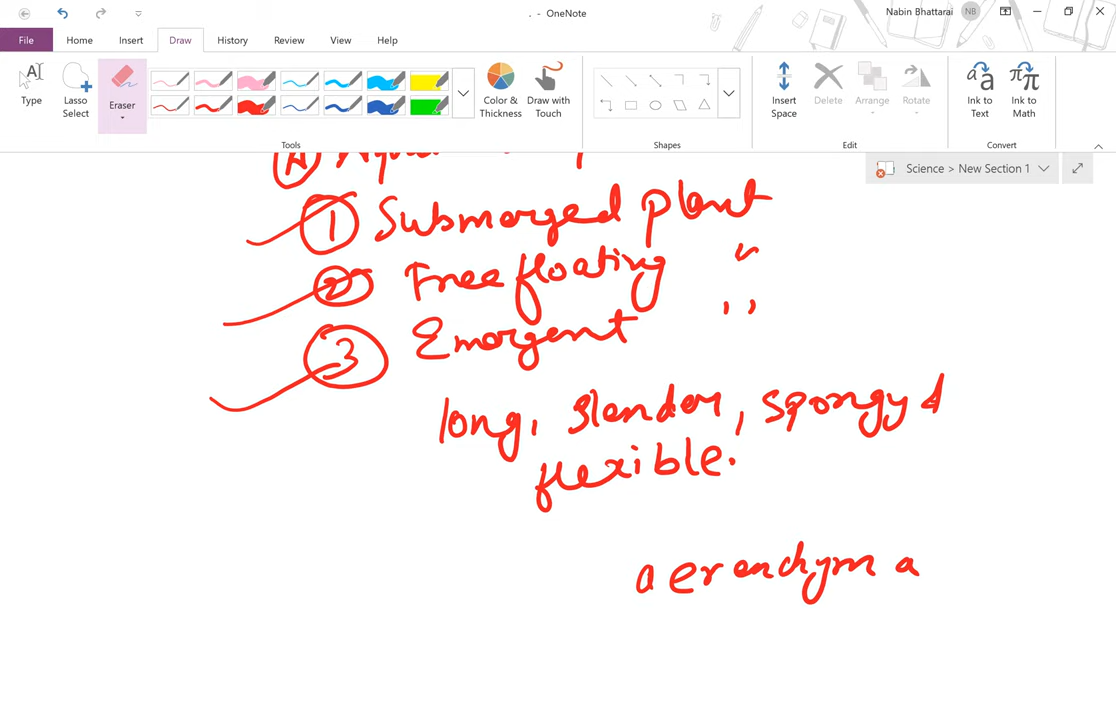 . - OneNote
Nabin Bhattarai NB
File Home Insert Draw History Review View Help
Type
Lasso Select
Eraser
Color & Thickness
Draw with Touch
Insert Space
Delete
Arrange
Rotate
Ink to Text
Ink to Math
Tools Shapes Edit Convert
Science > New Section 1
(A)
① Submerged plant
② Free floating "
③ Emergent ,,
long, slender, spongy &
flexible.
aerenchyma